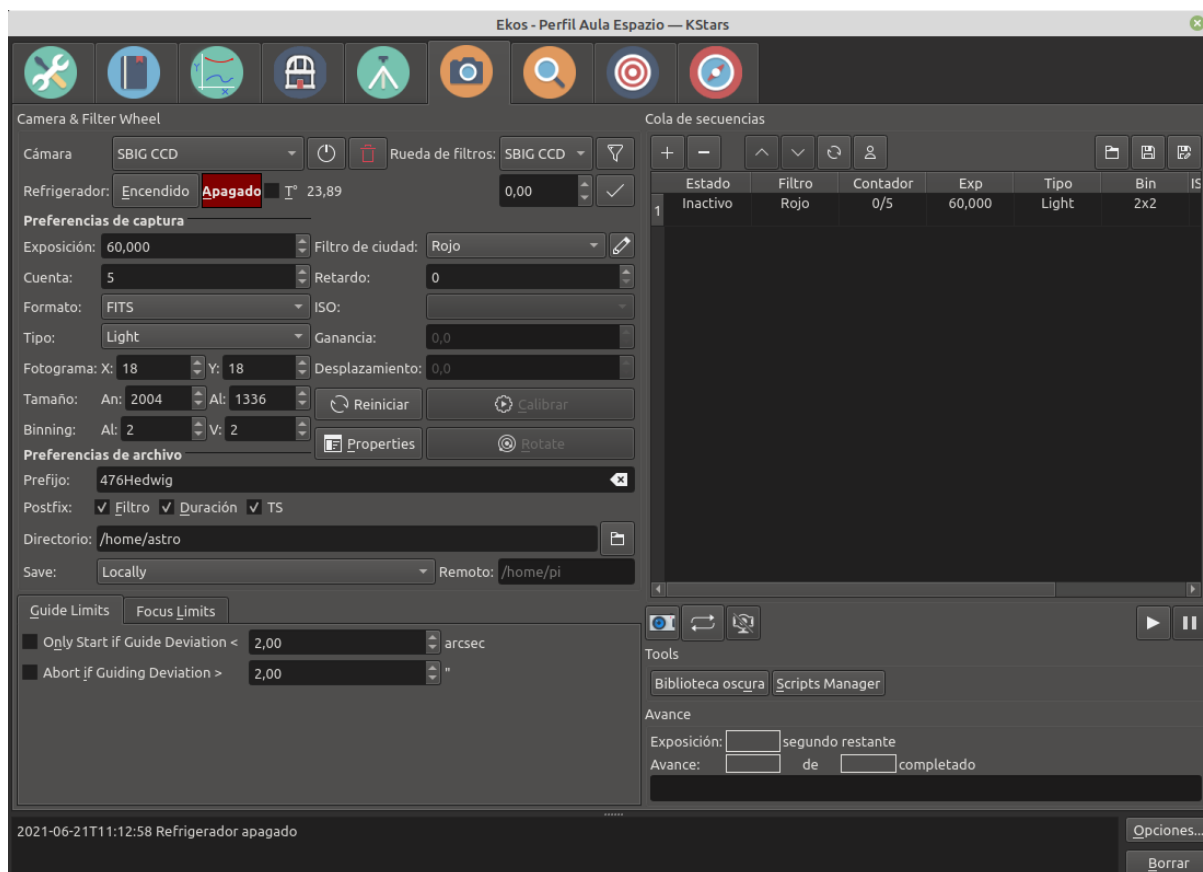 Ekos - Perfil Aula Espazio — KStars
Camera & Filter Wheel
Cámara SBIG CCD Rueda de filtros: SBIG CCD
Refrigerador: Encendido Apagado T° 23,89 0,00
Preferencias de captura
Exposición: 60,000 Filtro de ciudad: Rojo
Cuenta: 5 Retardo: 0
Formato: FITS ISO:
Tipo: Light Ganancia: 0,0
Fotograma: X: 18 Y: 18 Desplazamiento: 0,0
Tamaño: An: 2004 Al: 1336 Reiniciar Calibrar
Binning: Al: 2 V: 2 Properties Rotate
Preferencias de archivo
Prefijo: 476Hedwig
Postfix: Filtro Duración TS
Directorio: /home/astro
Save: Locally Remoto: /home/pi
Guide Limits Focus Limits
Only Start if Guide Deviation < 2,00 arcsec
Abort if Guiding Deviation > 2,00 "
Cola de secuencias
Estado Filtro Contador Exp Tipo Bin IS
1 Inactivo Rojo 0/5 60,000 Light 2x2
Tools
Biblioteca oscura Scripts Manager
Avance
Exposición: segundo restante
Avance: de completado
2021-06-21T11:12:58 Refrigerador apagado
Opciones...
Borrar